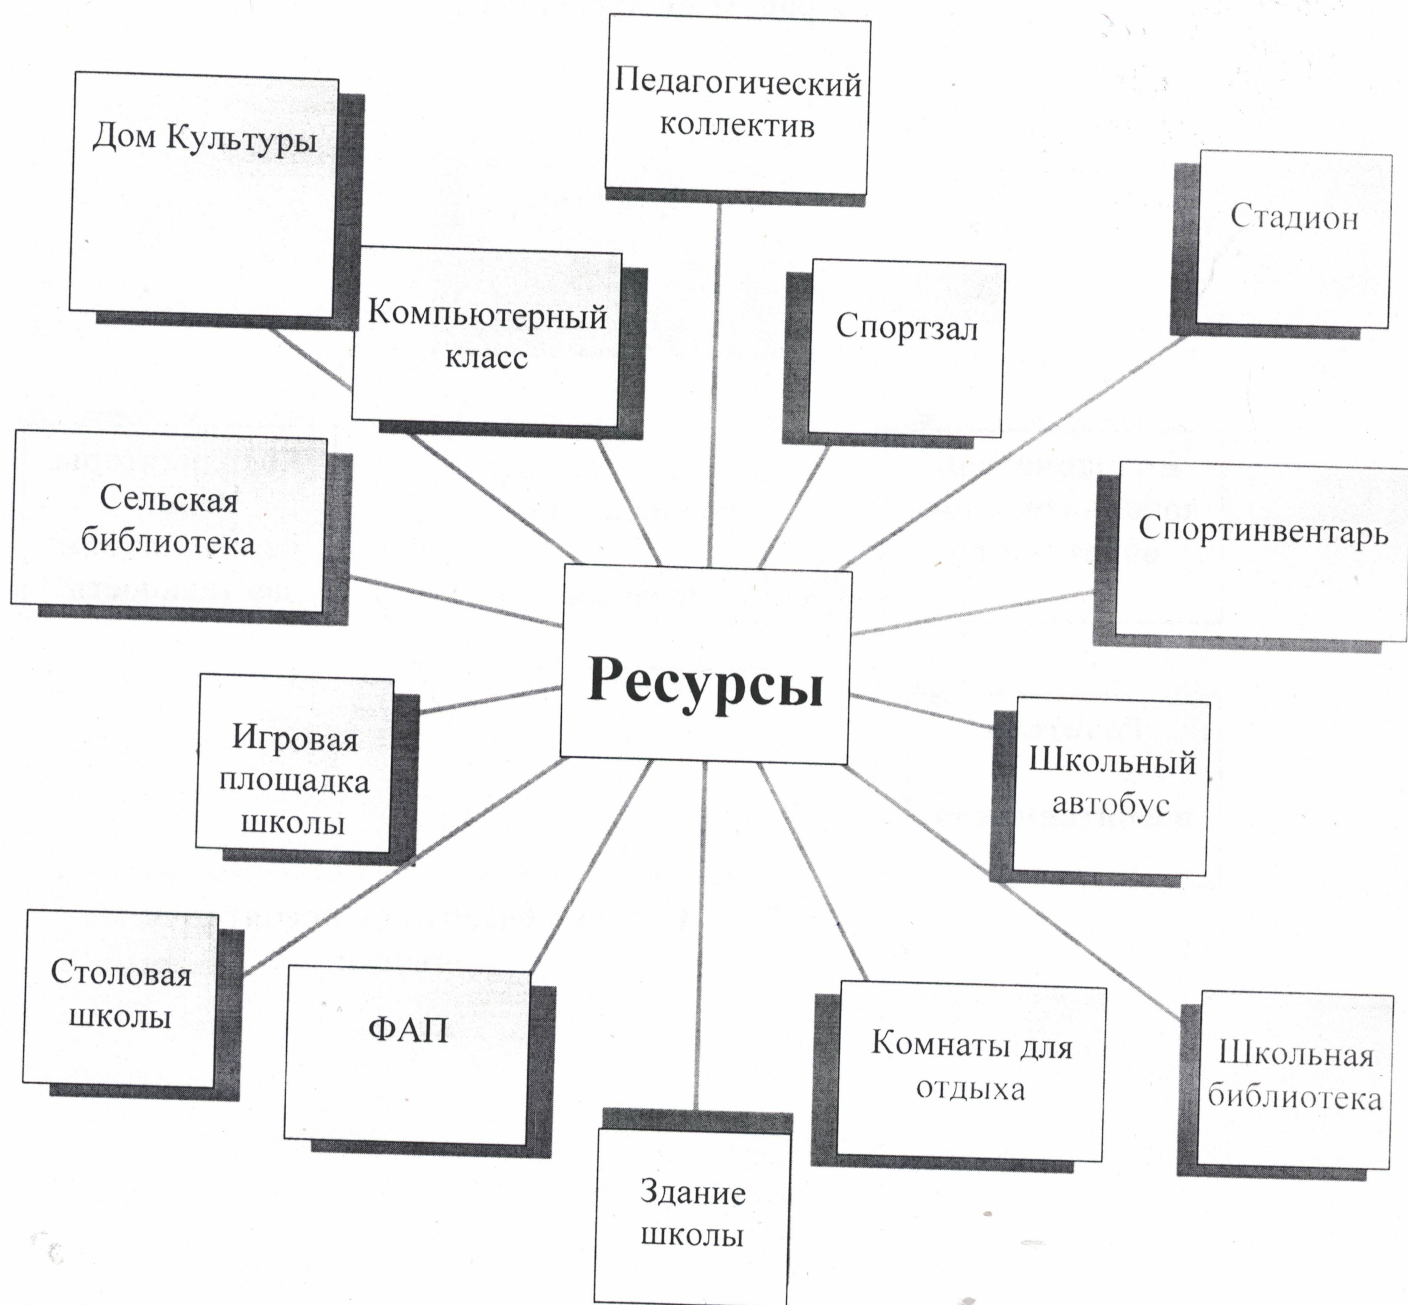 Педагогический
коллектив
Дом Культуры
Стадион
Компьютерный
класс
Спортзал
Сельская
библиотека
Спортинвентарь
Ресурсы
Игровая
площадка
школы
Школьный
автобус
Столовая
школы
ФАП
Комнаты для
отдыха
Школьная
библиотека
Здание
школы